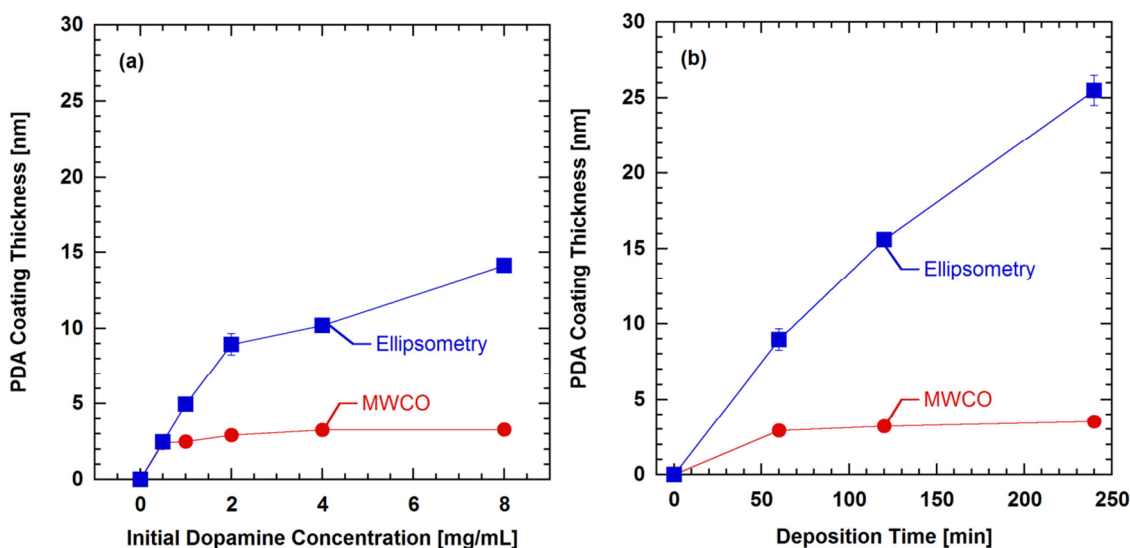 (a)
PDA Coating Thickness [nm]
30
25
20
15
10
5
0
Ellipsometry
MWCO
0 2 4 6 8
Initial Dopamine Concentration [mg/mL]
(b)
PDA Coating Thickness [nm]
30
25
20
15
10
5
0
Ellipsometry
MWCO
0 50 100 150 200 250
Deposition Time [min]